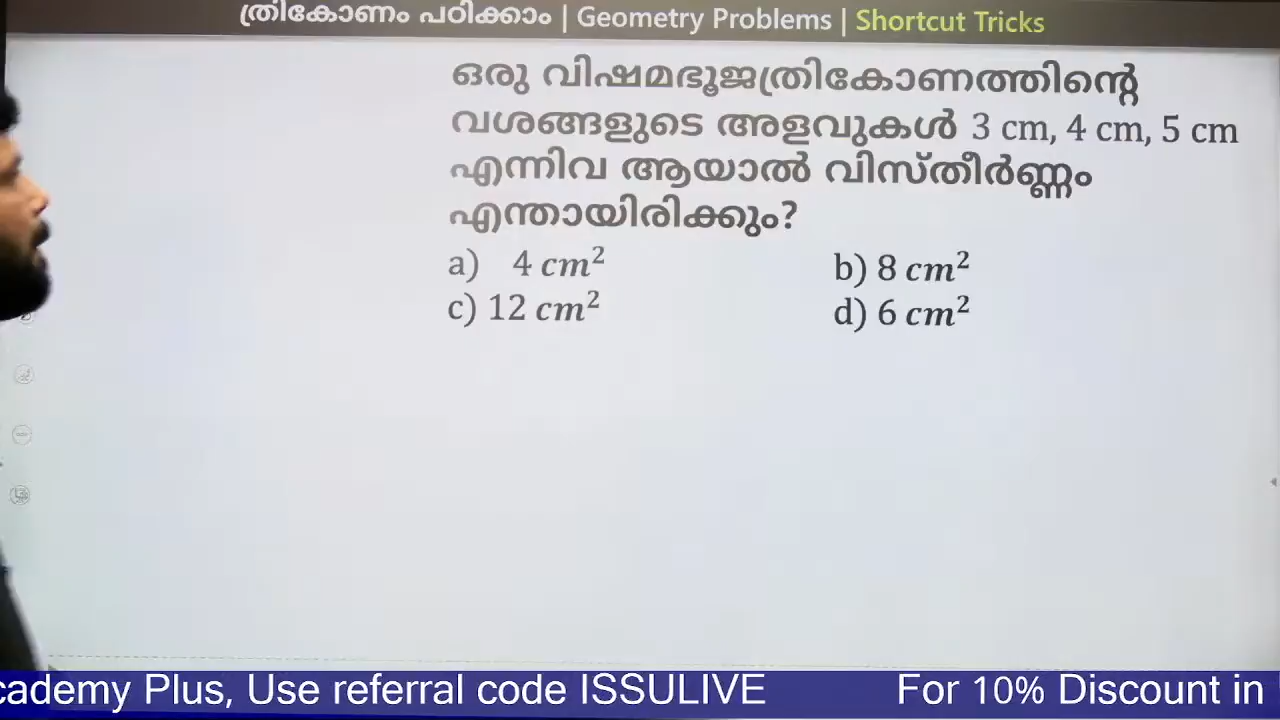 ത്രികോണം പഠിക്കാം | Geometry Problems | Shortcut Tricks
ഒരു വിഷമഭൂജത്രികോണത്തിന്റെ
വശങ്ങളുടെ അളവുകൾ 3 cm, 4 cm, 5 cm
എന്നിവ ആയാൽ വിസ്തീർണ്ണം
എന്തായിരിക്കും?
a) 4 cm² b) 8 cm²
c) 12 cm² d) 6 cm²
cademy Plus, Use referral code ISSULIVE For 10% Discount in